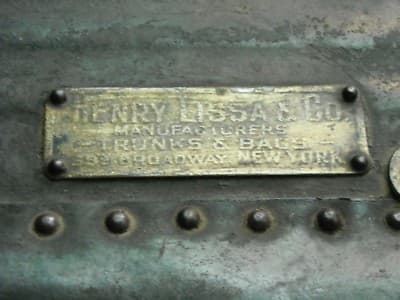 HENRY LISSA & CO.
MANUFACTURERS
- TRUNKS & BAGS -
BROADWAY, NEW YORK